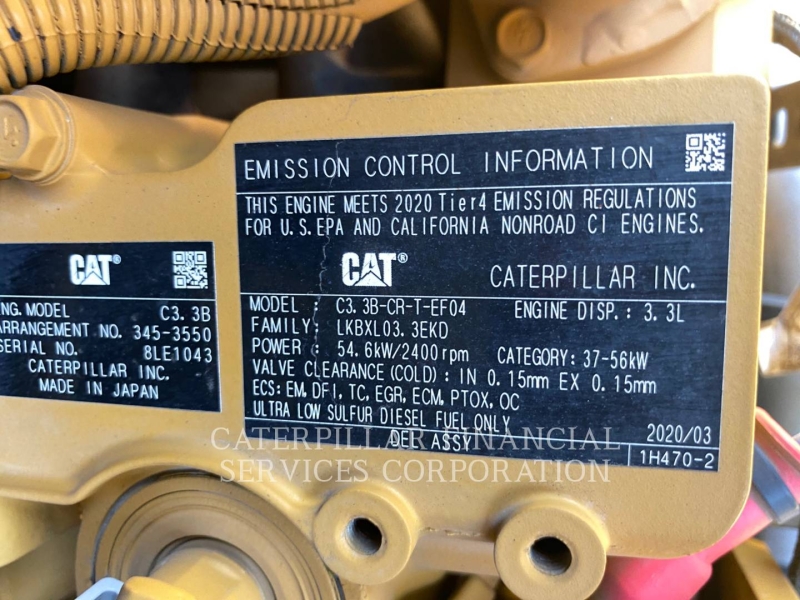 CAT®
NG. MODEL C3.3B
ARRANGEMENT NO. 345-3550
SERIAL NO. 8LE1043
CATERPILLAR INC.
MADE IN JAPAN
EMISSION CONTROL INFORMATION
THIS ENGINE MEETS 2020 Tier4 EMISSION REGULATIONS
FOR U.S.EPA AND CALIFORNIA NONROAD CI ENGINES.
CAT® CATERPILLAR INC.
MODEL : C3.3B-CR-T-EF04 ENGINE DISP.: 3.3L
FAMILY: LKBXL03.3EKD
POWER : 54.6kW/2400rpm CATEGORY: 37-56kW
VALVE CLEARANCE (COLD) : IN 0.15mm EX 0.15mm
ECS: EM, DFI, TC, EGR, ECM, PTOX, OC
ULTRA LOW SULFUR DIESEL FUEL ONLY
DEL ASSY 2020/03
1H470-2
CATERPILLAR FINANCIAL
SERVICES CORPORATION